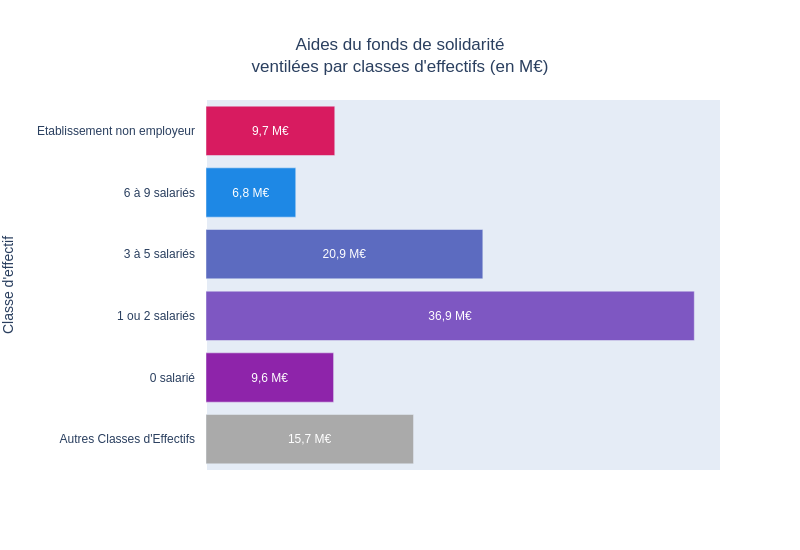 Aides du fonds de solidarité
ventilées par classes d'effectifs (en M€)
Classe d'effectif
Etablissement non employeur
9,7 M€
6 à 9 salariés
6,8 M€
3 à 5 salariés
20,9 M€
1 ou 2 salariés
36,9 M€
0 salarié
9,6 M€
Autres Classes d'Effectifs
15,7 M€